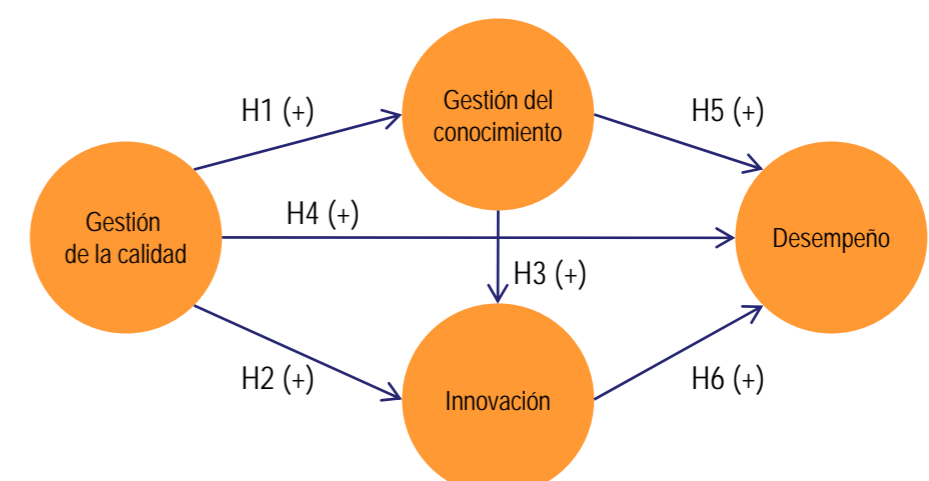 Gestión del
conocimiento
H1 (+)
H5 (+)
Gestión
de la calidad
H4 (+)
Desempeño
H3 (+)
H2 (+)
H6 (+)
Innovación